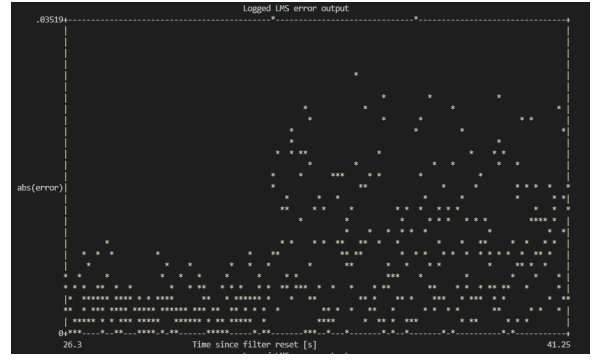 Logged LMS error output
.03519
abs(error)
0
26.3 Time since filter reset [s] 41.25